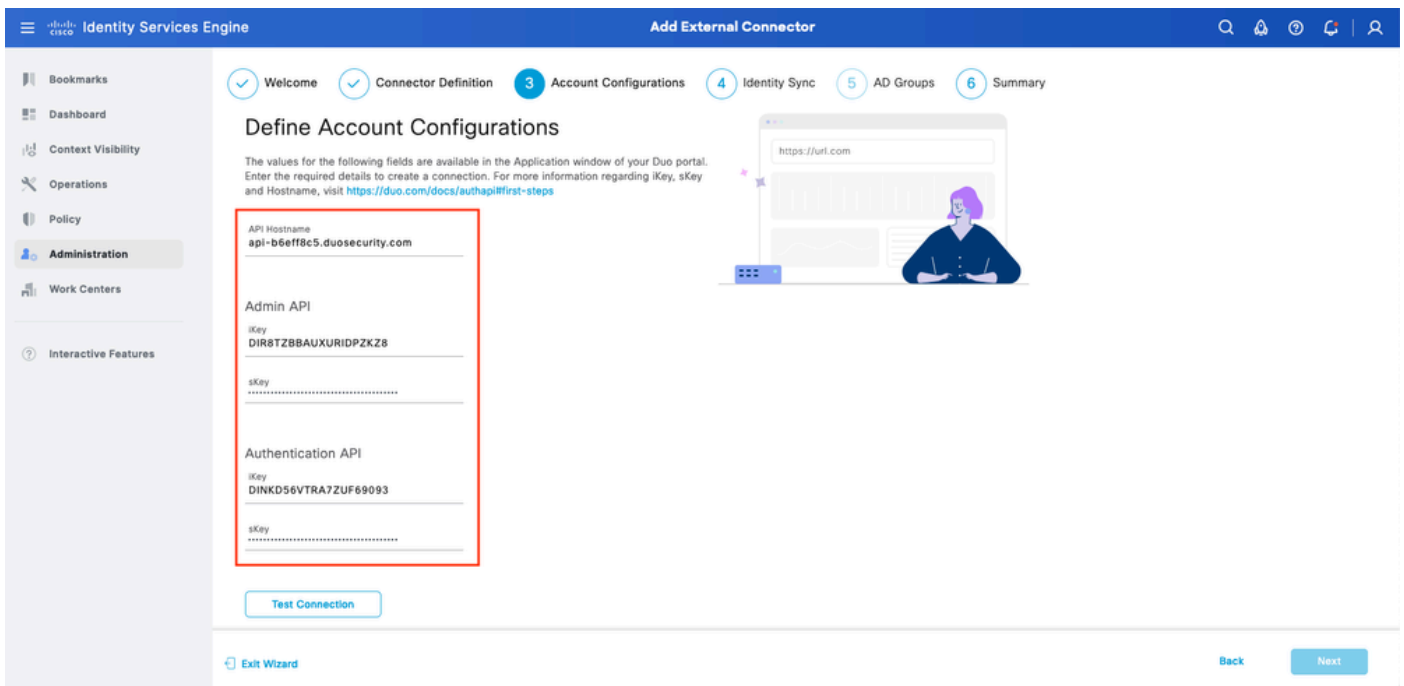 cisco Identity Services Engine
Add External Connector
Bookmarks
Dashboard
Context Visibility
Operations
Policy
Administration
Work Centers
Interactive Features
Welcome
Connector Definition
3 Account Configurations
4 Identity Sync
5 AD Groups
6 Summary
Define Account Configurations
The values for the following fields are available in the Application window of your Duo portal.
Enter the required details to create a connection. For more information regarding iKey, sKey
and Hostname, visit https://duo.com/docs/authapi#first-steps
https://url.com
API Hostname
api-b6eff8c5.duosecurity.com
Admin API
iKey
DIR8TZBBAUXURIDPZKZ8
sKey
Authentication API
iKey
DINKD56VTRA7ZUF69093
sKey
Test Connection
Exit Wizard
Back
Next